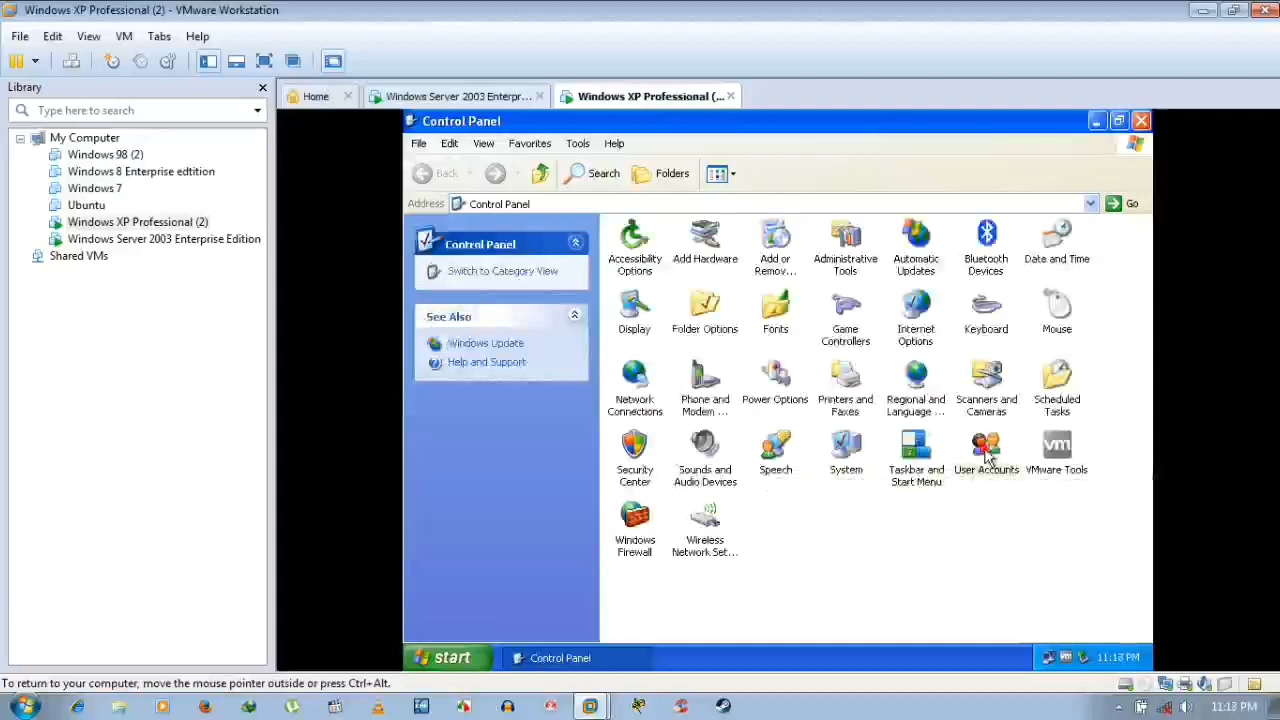 Windows XP Professional (2) - VMware Workstation
File Edit View VM Tabs Help
Library
Type here to search
My Computer
Windows 98 (2)
Windows 8 Enterprise edtition
Windows 7
Ubuntu
Windows XP Professional (2)
Windows Server 2003 Enterprise Edition
Shared VMs
Home
Windows Server 2003 Enterpr...
Windows XP Professional (...
Control Panel
File Edit View Favorites Tools Help
Back
Search
Folders
Address
Control Panel
Go
Control Panel
Switch to Category View
See Also
Windows Update
Help and Support
Accessibility Options
Add Hardware
Add or Remov...
Administrative Tools
Automatic Updates
Bluetooth Devices
Date and Time
Display
Folder Options
Fonts
Game Controllers
Internet Options
Keyboard
Mouse
Network Connections
Phone and Modem ...
Power Options
Printers and Faxes
Regional and Language ...
Scanners and Cameras
Scheduled Tasks
Security Center
Sounds and Audio Devices
Speech
System
Taskbar and Start Menu
User Accounts
vm
VMware Tools
Windows Firewall
Wireless Network Set...
start
Control Panel
11:13 PM
To return to your computer, move the mouse pointer outside or press Ctrl+Alt.
11:13 PM